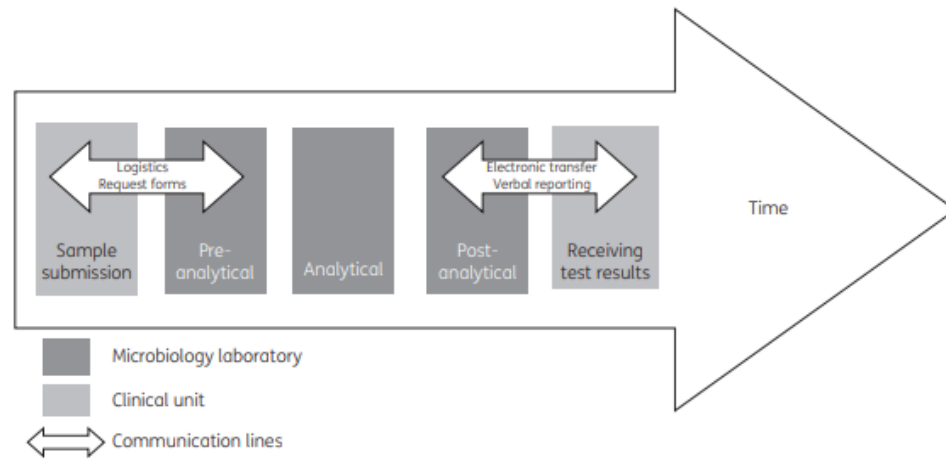 Logistics
Request forms
Electronic transfer
Verbal reporting
Time
Sample
submission
Pre-
analytical
Analytical
Post-
analytical
Receiving
test results
Microbiology laboratory
Clinical unit
Communication lines